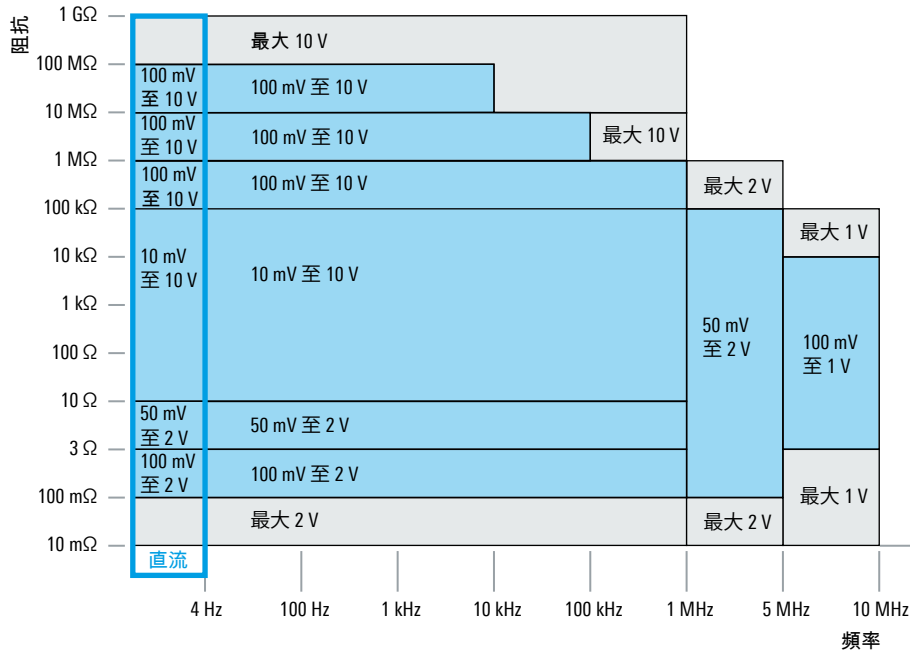 阻抗
1 GΩ
最大 10 V
100 MΩ
100 mV
至 10 V
100 mV 至 10 V
10 MΩ
100 mV
至 10 V
100 mV 至 10 V
最大 10 V
1 MΩ
100 mV
至 10 V
100 mV 至 10 V
最大 2 V
100 kΩ
最大 1 V
10 kΩ
10 mV
至 10 V
10 mV 至 10 V
1 kΩ
50 mV
至 2 V
100 mV
至 1 V
100 Ω
10 Ω
50 mV
至 2 V
50 mV 至 2 V
3 Ω
100 mV
至 2 V
100 mV 至 2 V
100 mΩ
最大 2 V
最大 2 V
最大 1 V
10 mΩ
直流
4 Hz
100 Hz
1 kHz
10 kHz
100 kHz
1 MHz
5 MHz
10 MHz
頻率